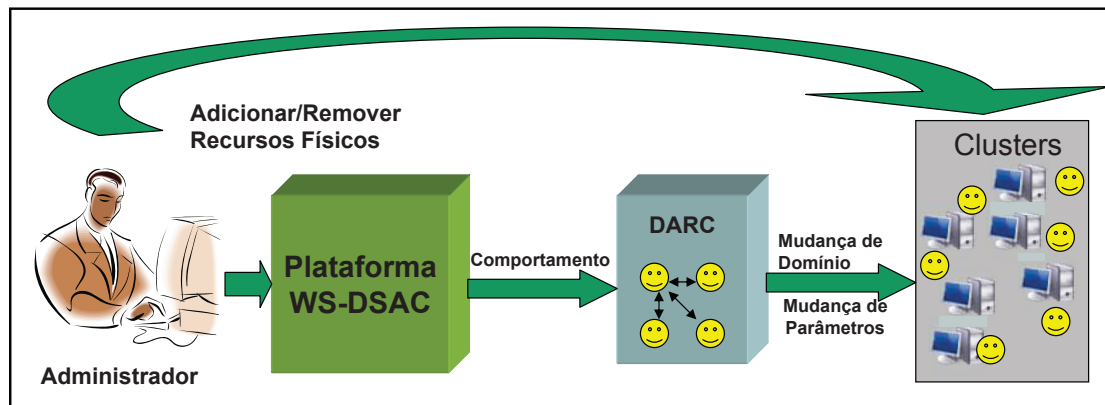 Adicionar/Remover
Recursos Físicos
Administrador
Plataforma
WS-DSAC
Comportamento
DARC
Mudança de
Domínio
Mudança de
Parâmetros
Clusters